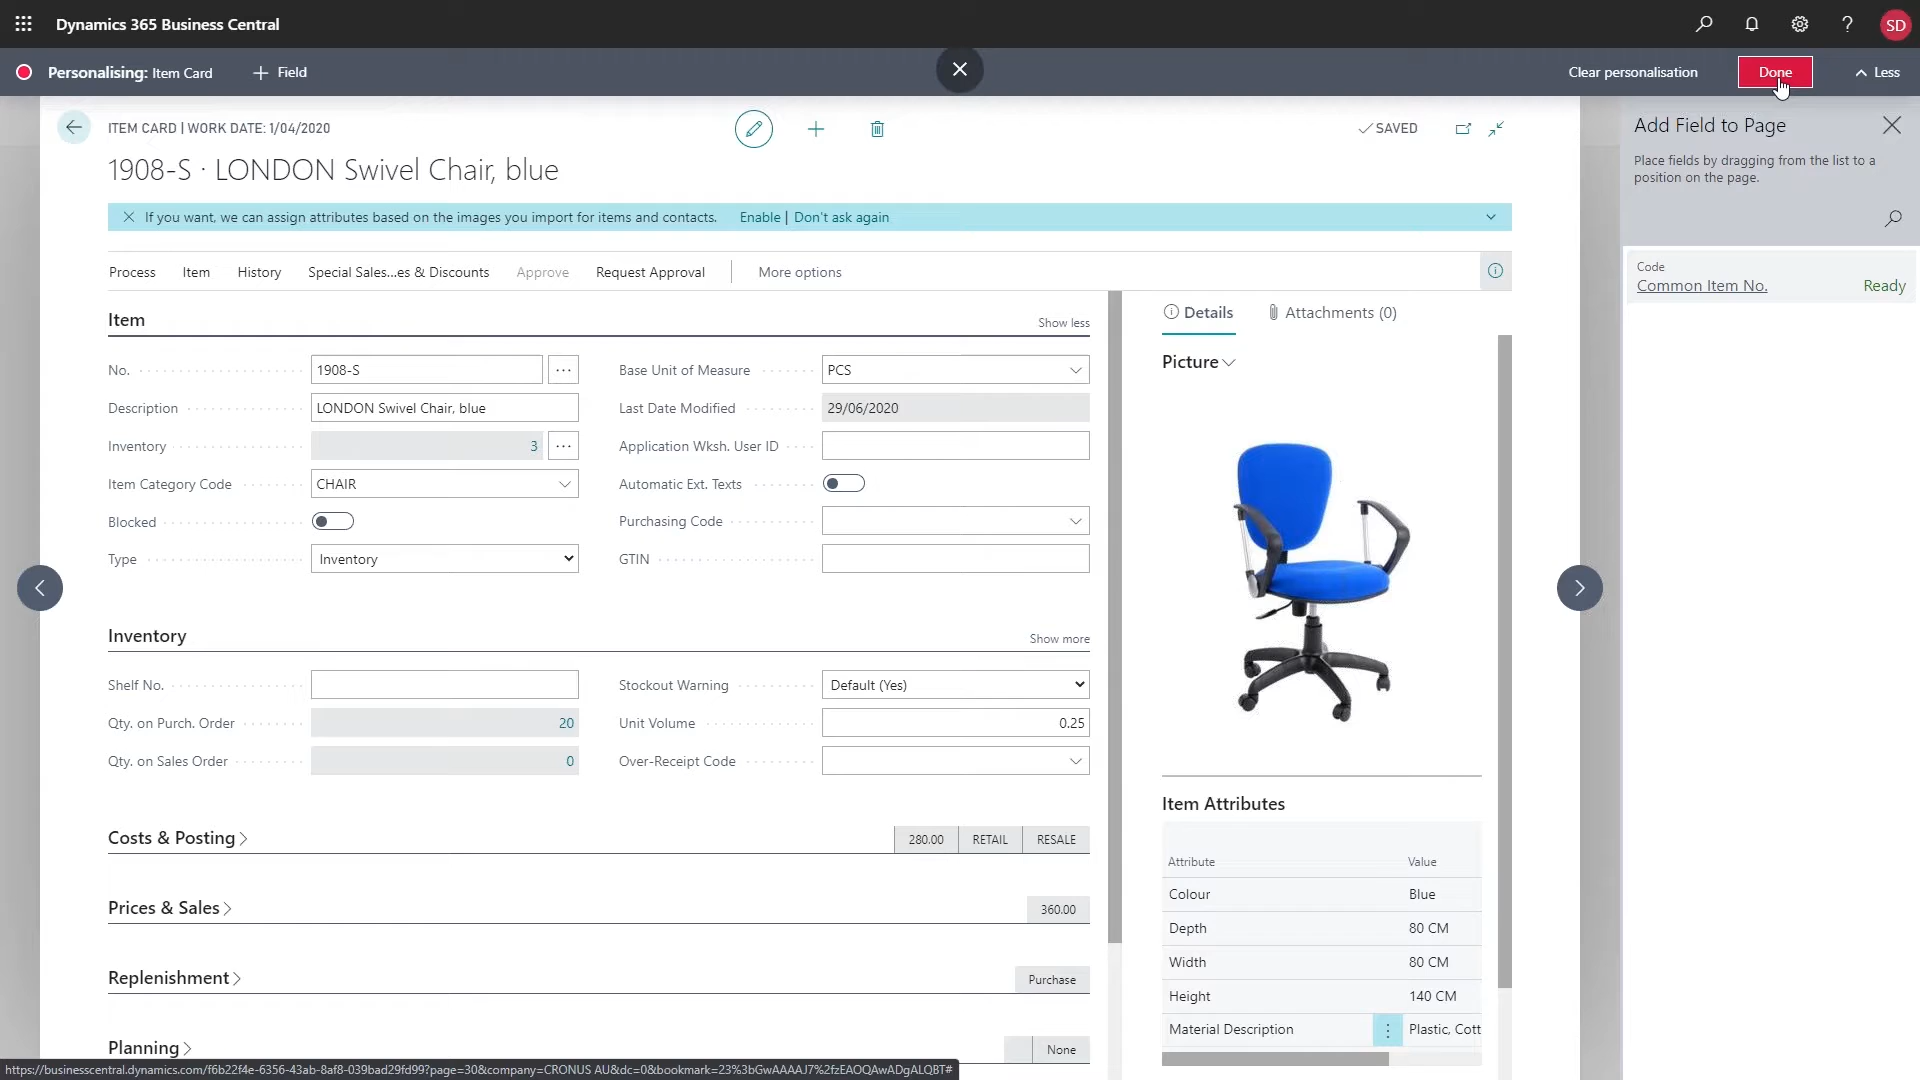 Dynamics 365 Business Central
SD
Personalising: Item Card
Field
Clear personalisation
Done
Less
ITEM CARD | WORK DATE: 1/04/2020
SAVED
1908-S · LONDON Swivel Chair, blue
If you want, we can assign attributes based on the images you import for items and contacts. Enable | Don't ask again
Process
Item
History
Special Sales...es & Discounts
Approve
Request Approval
More options
Item
Show less
No.
1908-S
Description
LONDON Swivel Chair, blue
Inventory
3
Item Category Code
CHAIR
Blocked
Type
Inventory
Base Unit of Measure
PCS
Last Date Modified
29/06/2020
Application Wksh. User ID
Automatic Ext. Texts
Purchasing Code
GTIN
Inventory
Show more
Shelf No.
Qty. on Purch. Order
20
Qty. on Sales Order
0
Stockout Warning
Default (Yes)
Unit Volume
0.25
Over-Receipt Code
Costs & Posting
280.00
RETAIL
RESALE
Prices & Sales
360.00
Replenishment
Purchase
Planning
None
Details
Attachments (0)
Picture
Item Attributes
Attribute
Value
Colour
Blue
Depth
80 CM
Width
80 CM
Height
140 CM
Material Description
Plastic, Cott
Add Field to Page
Place fields by dragging from the list to a
position on the page.
Code
Common Item No.
Ready
https://businesscentral.dynamics.com/f6b22f4e-6356-43ab-8af8-039bad29fd99?page=30&company=CRONUS AU&dc=0&bookmark=23%3bGwAAAAJ7%2fzEAOQAwADgALQBT#